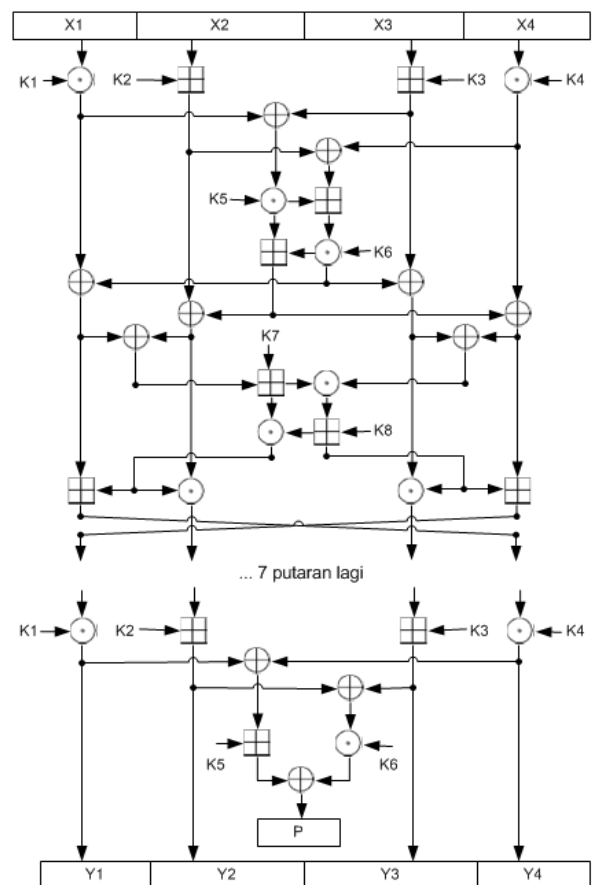 X1 X2 X3 X4
K1 K2 K3 K4
K5
K6
K7
K8
... 7 putaran lagi
K1 K2 K3 K4
K5 K6
P
Y1 Y2 Y3 Y4